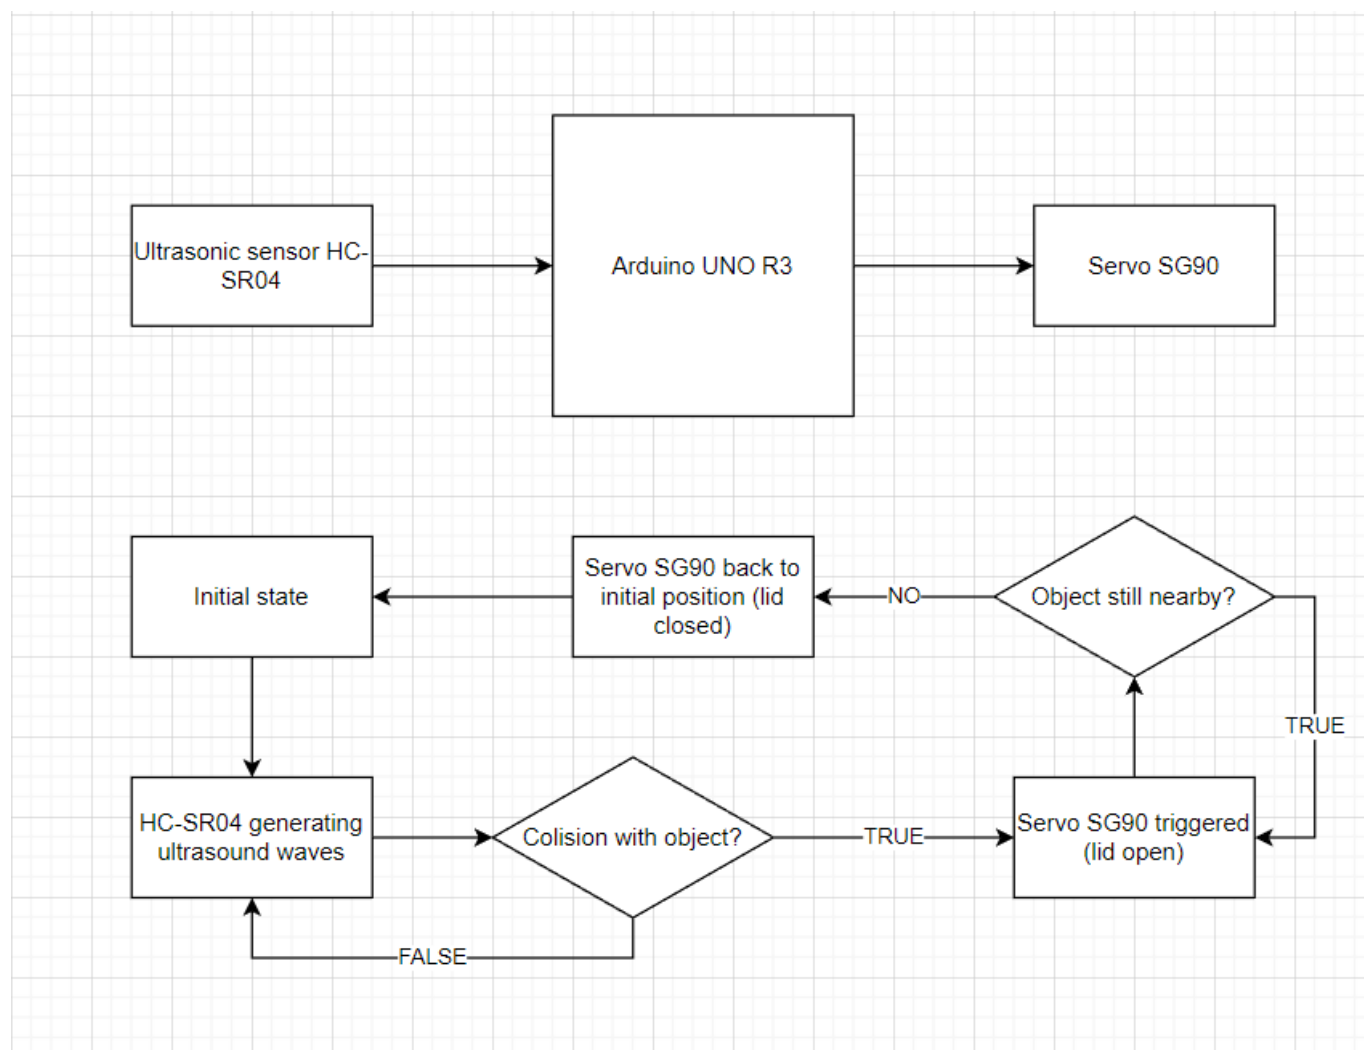 Ultrasonic sensor HC-
SR04
Arduino UNO R3
Servo SG90
Initial state
Servo SG90 back to
initial position (lid
closed)
NO
Object still nearby?
TRUE
HC-SR04 generating
ultrasound waves
Colision with object?
TRUE
Servo SG90 triggered
(lid open)
FALSE